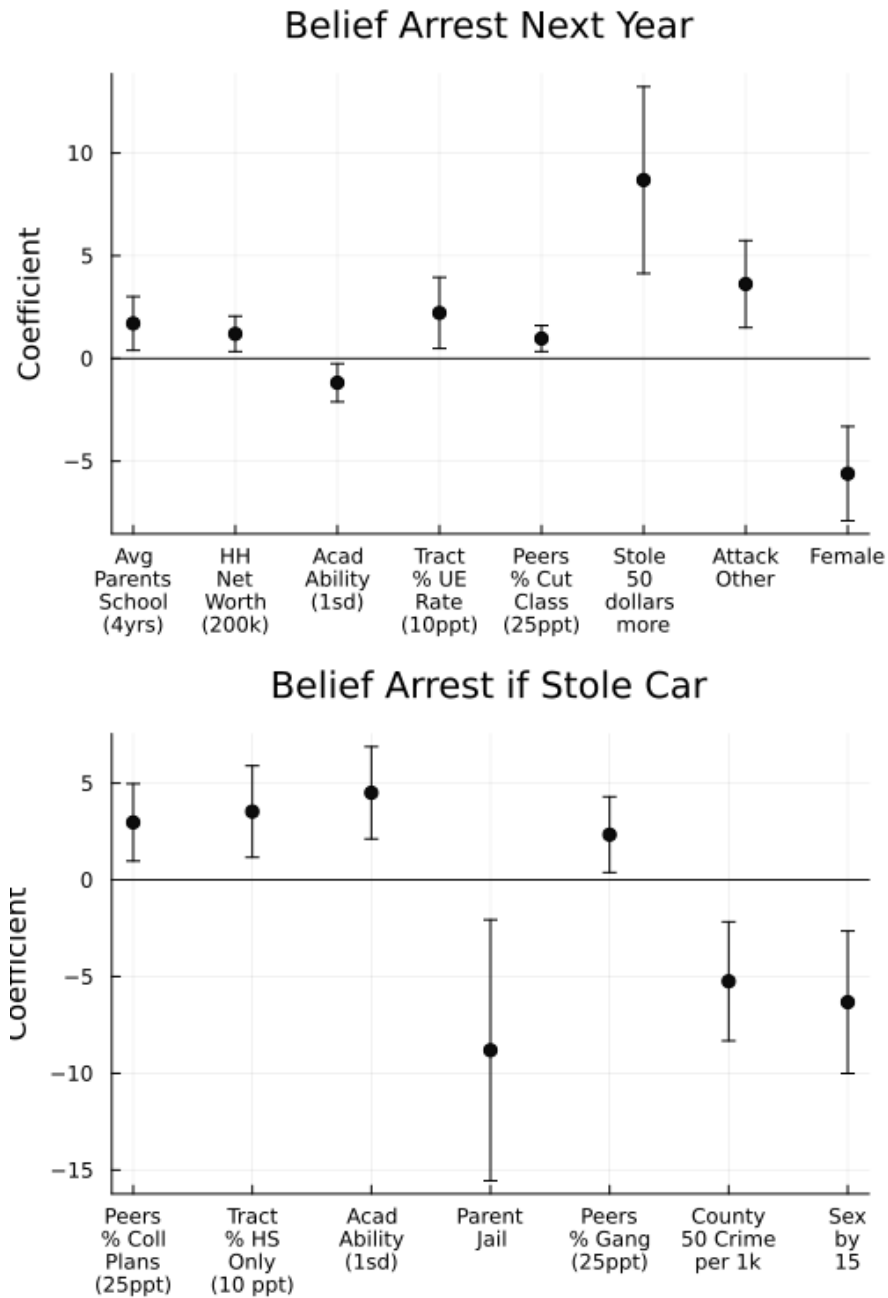 Belief Arrest Next Year
Coefficient
10
5
0
−5
Avg
Parents
School
(4yrs)
HH
Net
Worth
(200k)
Acad
Ability
(1sd)
Tract
% UE
Rate
(10ppt)
Peers
% Cut
Class
(25ppt)
Stole
50
dollars
more
Attack
Other
Female
Belief Arrest if Stole Car
Coefficient
5
0
−5
−10
−15
Peers
% Coll
Plans
(25ppt)
Tract
% HS
Only
(10 ppt)
Acad
Ability
(1sd)
Parent
Jail
Peers
% Gang
(25ppt)
County
50 Crime
per 1k
Sex
by
15